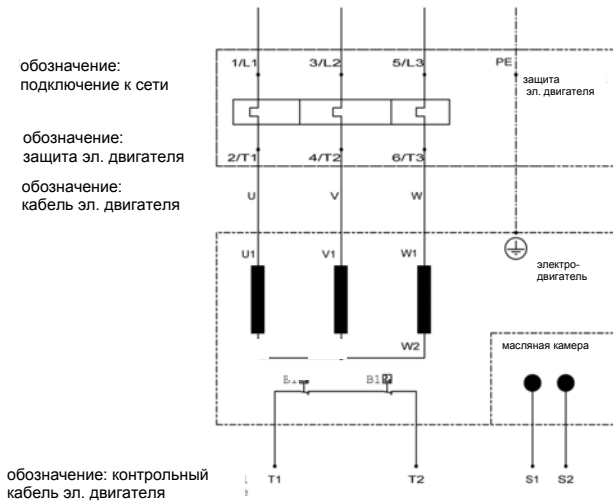 обозначение:
подключение к сети
1/L1 3/L2 5/L3 PE
защита
эл. двигателя
обозначение:
защита эл. двигателя
2/T1 4/T2 6/T3
обозначение:
кабель эл. двигателя
U V W
электро-
двигатель
U1 V1 W1
масляная камера
W2
обозначение: контрольный
кабель эл. двигателя
T1 T2 S1 S2